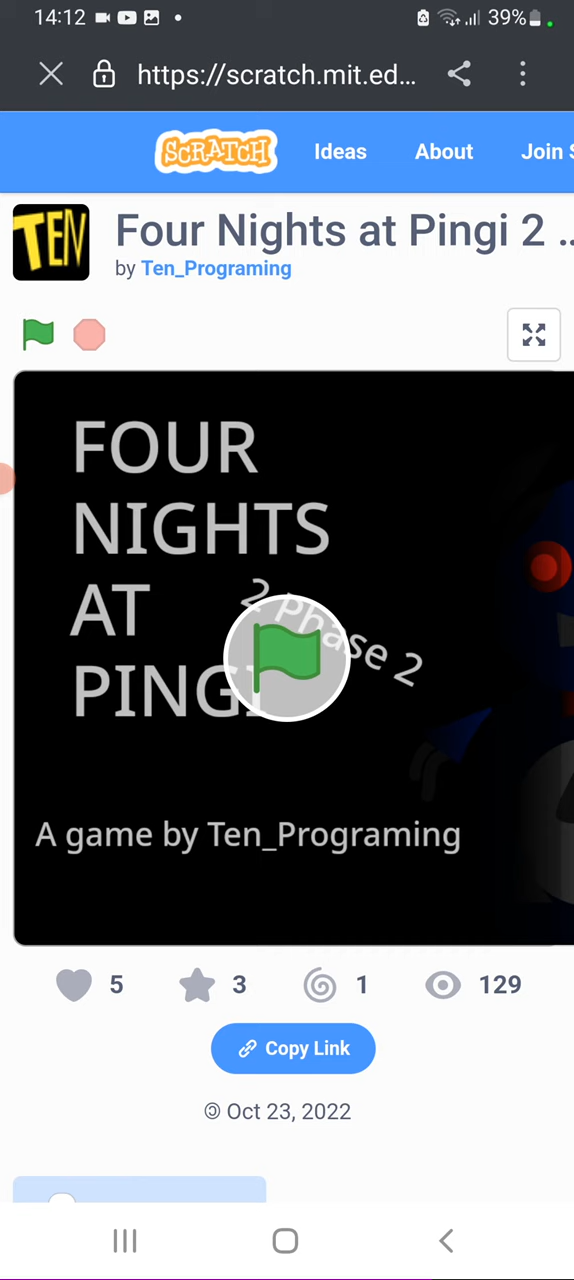 14:12
39%
https://scratch.mit.ed...
SCRATCH
Ideas
About
Join S
TEN
Four Nights at Pingi 2 ..
by Ten_Programing
FOUR
NIGHTS
AT
PINGI
2 Phase 2
A game by Ten_Programing
5
3
1
129
Copy Link
Oct 23, 2022